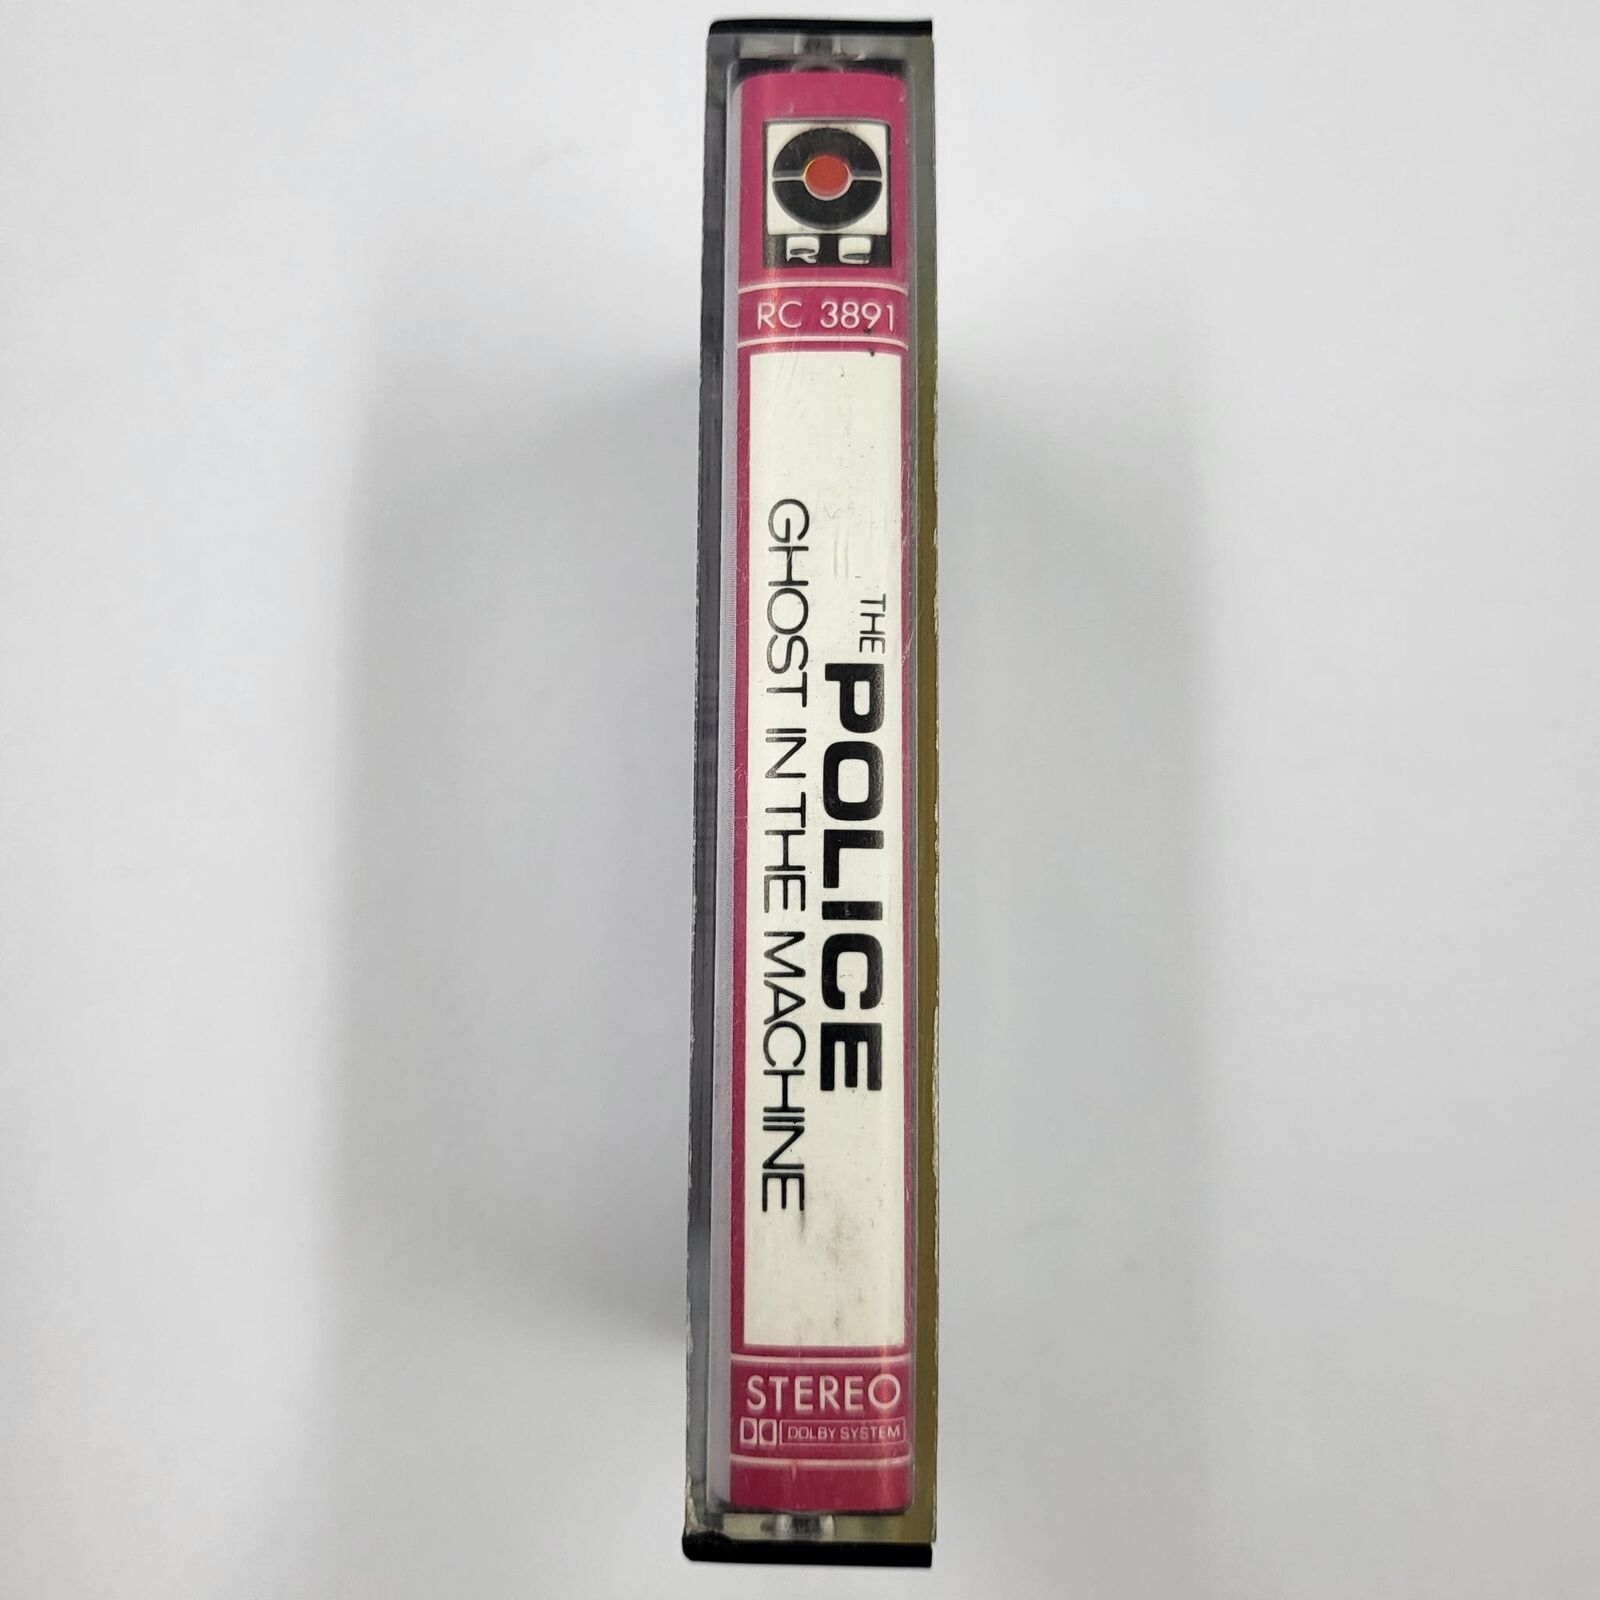 RC
RC 3891
THE POLICE
GHOST IN THE MACHINE
STEREO
DOLBY SYSTEM